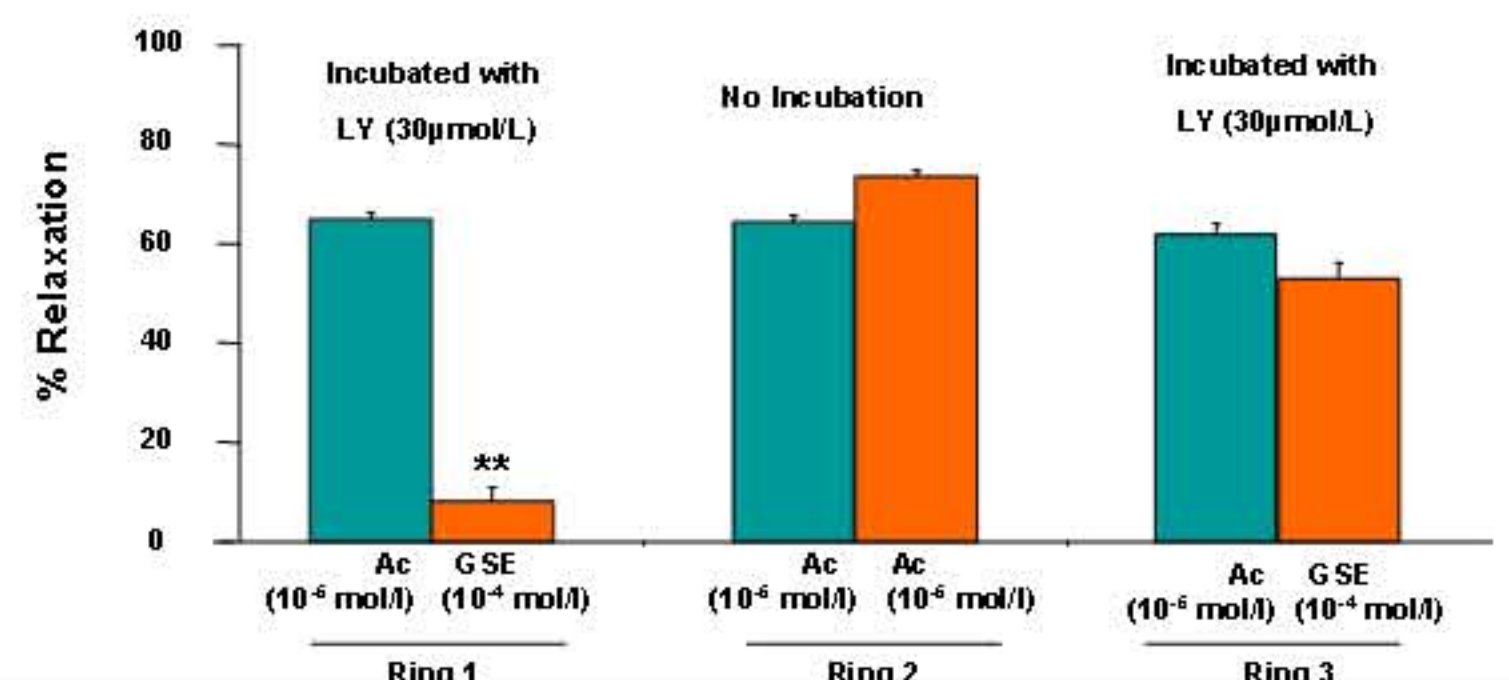 100
80
60
40
20
0
% Relaxation
Incubated with
LY (30µmol/L)
No Incubation
Incubated with
LY (30µmol/L)
**
Ac GSE
(10⁻⁶ mol/l) (10⁻⁴ mol/l)
Ring 1
Ac Ac
(10⁻⁶ mol/l) (10⁻⁶ mol/l)
Ring 2
Ac GSE
(10⁻⁶ mol/l) (10⁻⁴ mol/l)
Ring 3